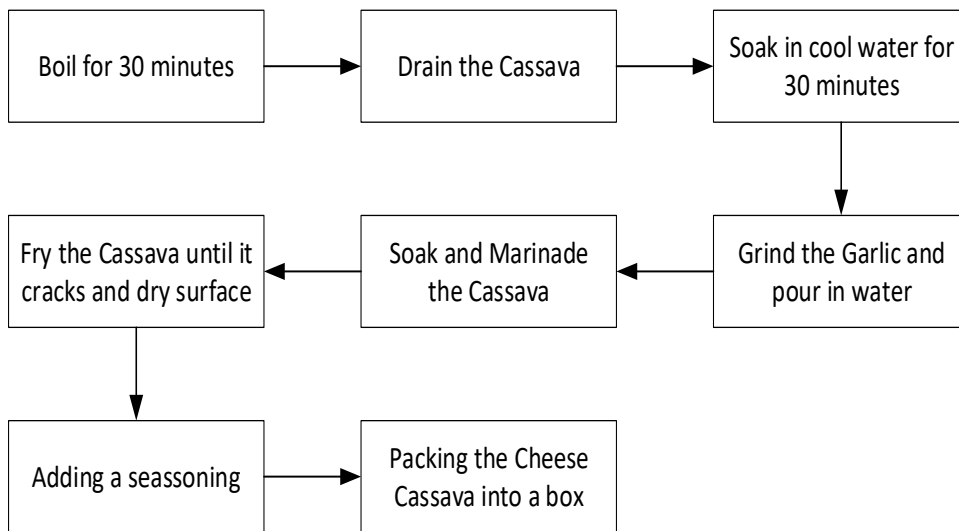 Boil for 30 minutes
Drain the Cassava
Soak in cool water for
30 minutes
Grind the Garlic and
pour in water
Soak and Marinade
the Cassava
Fry the Cassava until it
cracks and dry surface
Adding a seassoning
Packing the Cheese
Cassava into a box